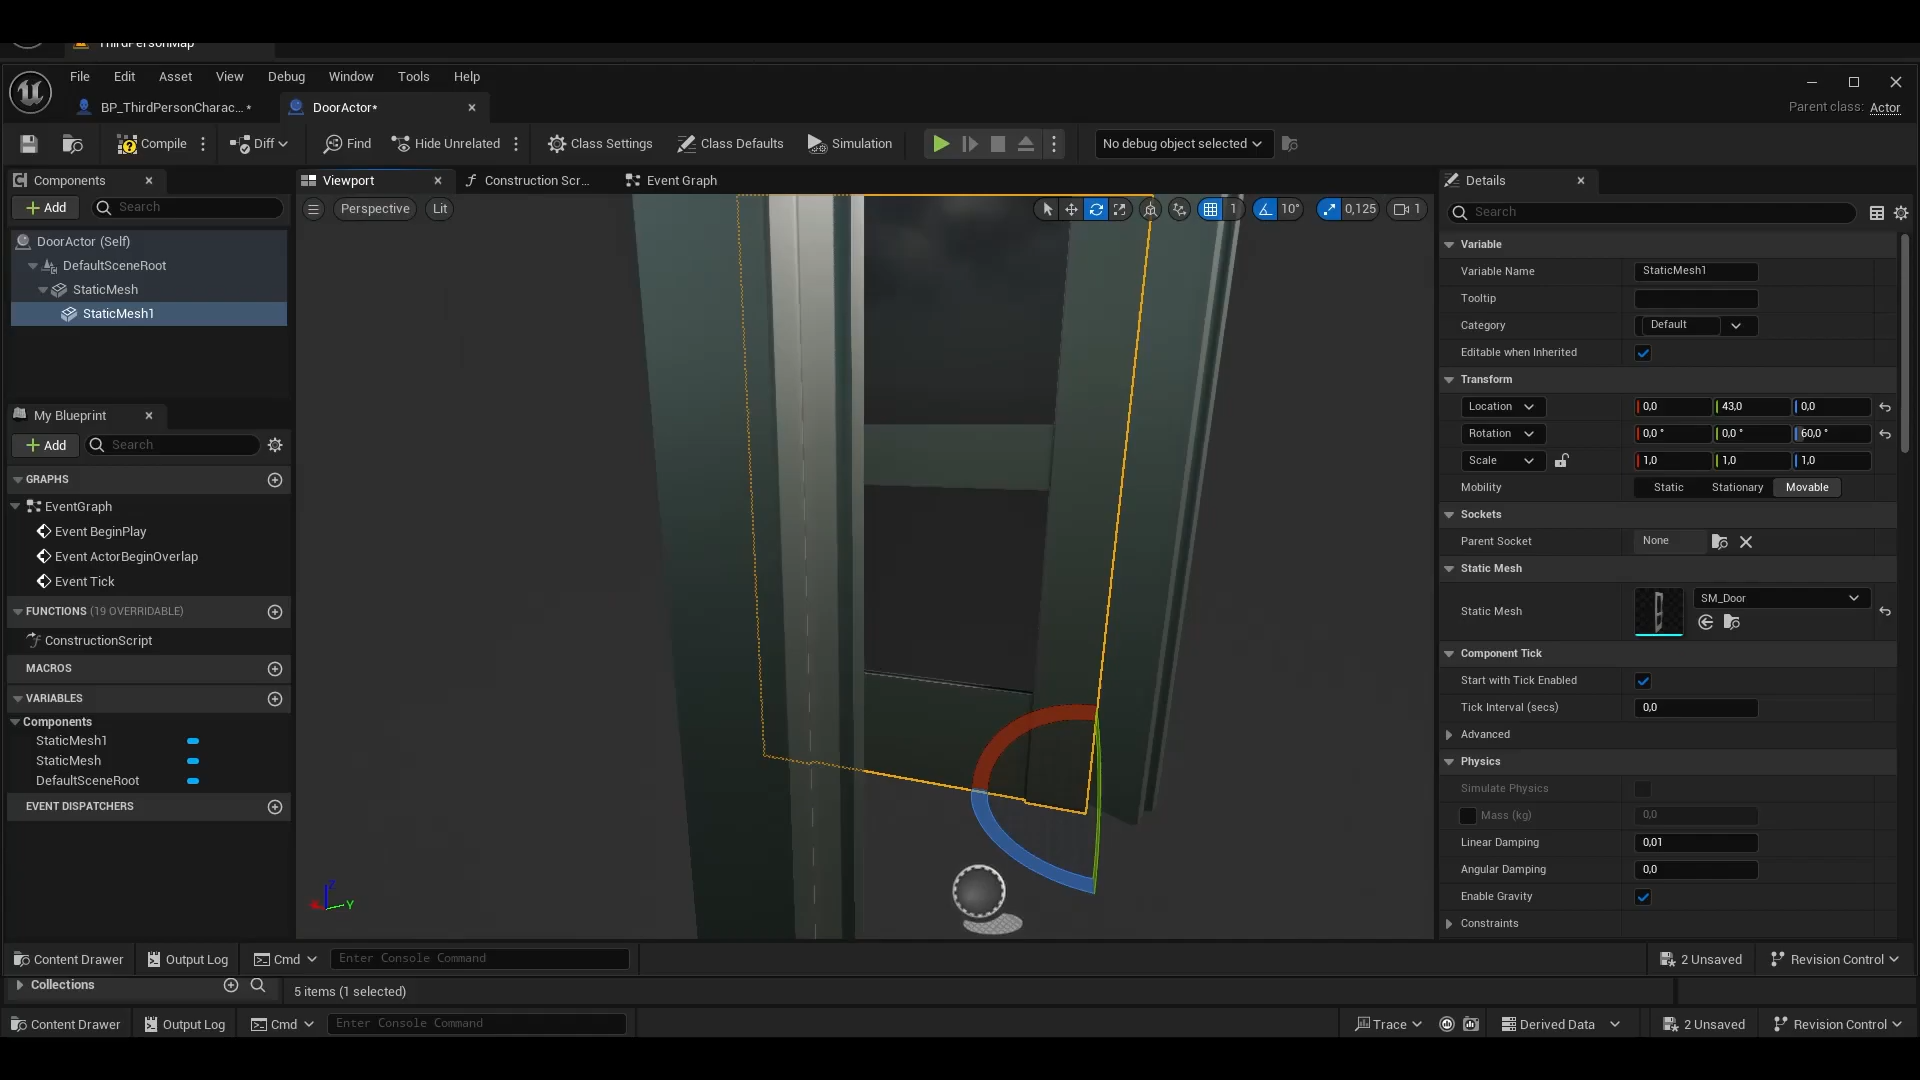 ThirdPersonMap
File Edit Asset View Debug Window Tools Help
BP_ThirdPersonCharac... *
DoorActor*
Parent class: Actor
Compile
Diff
Find
Hide Unrelated
Class Settings
Class Defaults
Simulation
No debug object selected
Components
Viewport
Construction Scr...
Event Graph
Details
Add
Search
Perspective
Lit
1
10°
0,125
1
Search
DoorActor (Self)
DefaultSceneRoot
StaticMesh
StaticMesh1
My Blueprint
Add
Search
GRAPHS
EventGraph
Event BeginPlay
Event ActorBeginOverlap
Event Tick
FUNCTIONS (19 OVERRIDABLE)
ConstructionScript
MACROS
VARIABLES
Components
StaticMesh1
StaticMesh
DefaultSceneRoot
EVENT DISPATCHERS
Z
Y
Variable
Variable Name StaticMesh1
Tooltip
Category Default
Editable when Inherited
Transform
Location 0,0 43,0 0,0
Rotation 0,0 ° 0,0 ° 60,0 °
Scale 1,0 1,0 1,0
Mobility Static Stationary Movable
Sockets
Parent Socket None
Static Mesh
Static Mesh SM_Door
Component Tick
Start with Tick Enabled
Tick Interval (secs) 0,0
Advanced
Physics
Simulate Physics
Mass (kg) 0,0
Linear Damping 0,01
Angular Damping 0,0
Enable Gravity
Constraints
Content Drawer Output Log Cmd Enter Console Command 2 Unsaved Revision Control
Collections
5 items (1 selected)
Content Drawer Output Log Cmd Enter Console Command Trace Derived Data 2 Unsaved Revision Control